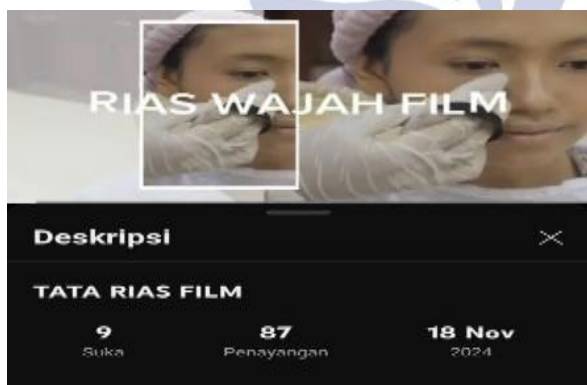 RIAS WAJAH FILM
Deskripsi
TATA RIAS FILM
9 87 18 Nov
Suka Penayangan 2024